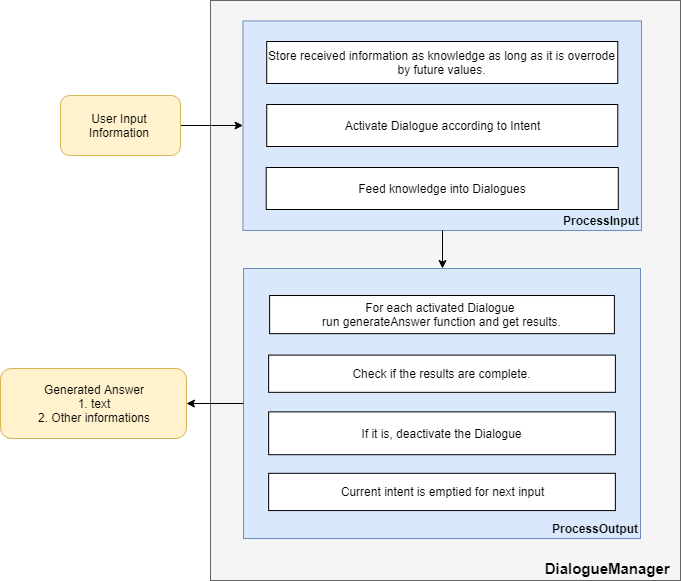 Store received information as knowledge as long as it is overrode
by future values.
User Input
Information
Activate Dialogue according to Intent
Feed knowledge into Dialogues
ProcessInput
For each activated Dialogue
run generateAnswer function and get results.
Check if the results are complete.
Generated Answer
1. text
2. Other informations
If it is, deactivate the Dialogue
Current intent is emptied for next input
ProcessOutput
DialogueManager